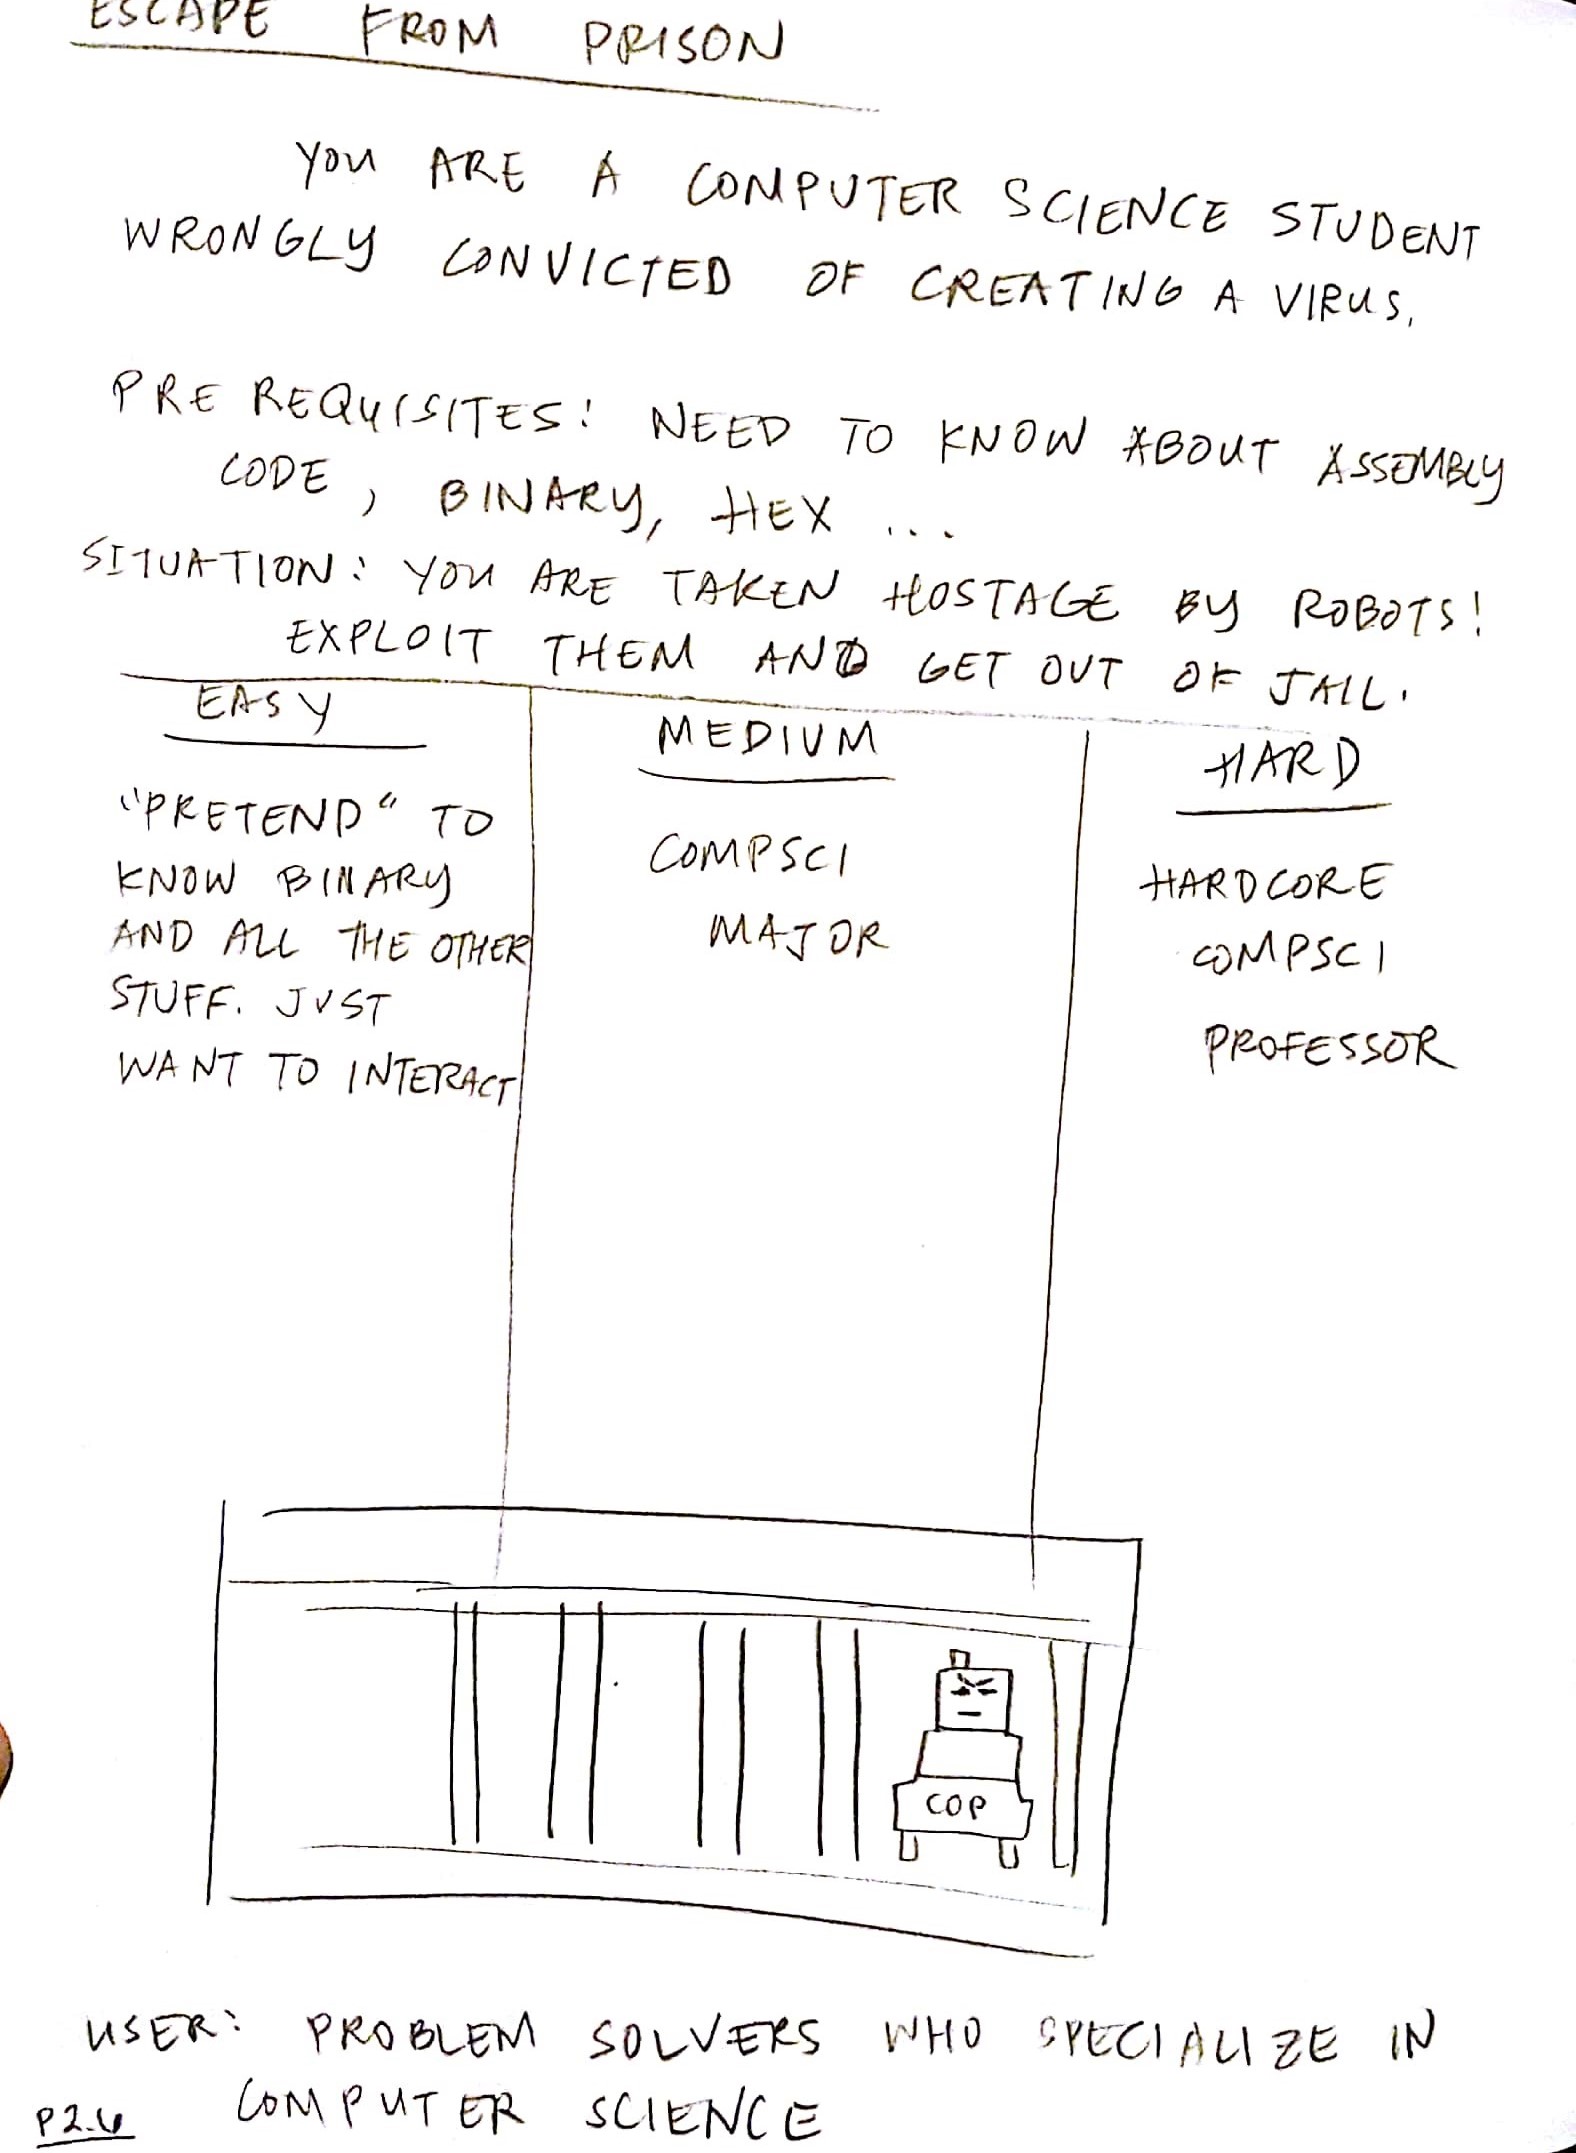 ESCAPE FROM PRISON
YOU ARE A COMPUTER SCIENCE STUDENT
WRONGLY CONVICTED OF CREATING A VIRUS.
PRE REQUISITES: NEED TO KNOW ABOUT ASSEMBLY
CODE, BINARY, HEX ...
SITUATION: YOU ARE TAKEN HOSTAGE BY ROBOTS!
EXPLOIT THEM AND GET OUT OF JAIL.
EASY
"PRETEND" TO
KNOW BINARY
AND ALL THE OTHER
STUFF. JUST
WANT TO INTERACT
MEDIUM
COMPSCI
MAJOR
HARD
HARDCORE
COMPSCI
PROFESSOR
COP
USER: PROBLEM SOLVERS WHO SPECIALIZE IN
COMPUTER SCIENCE